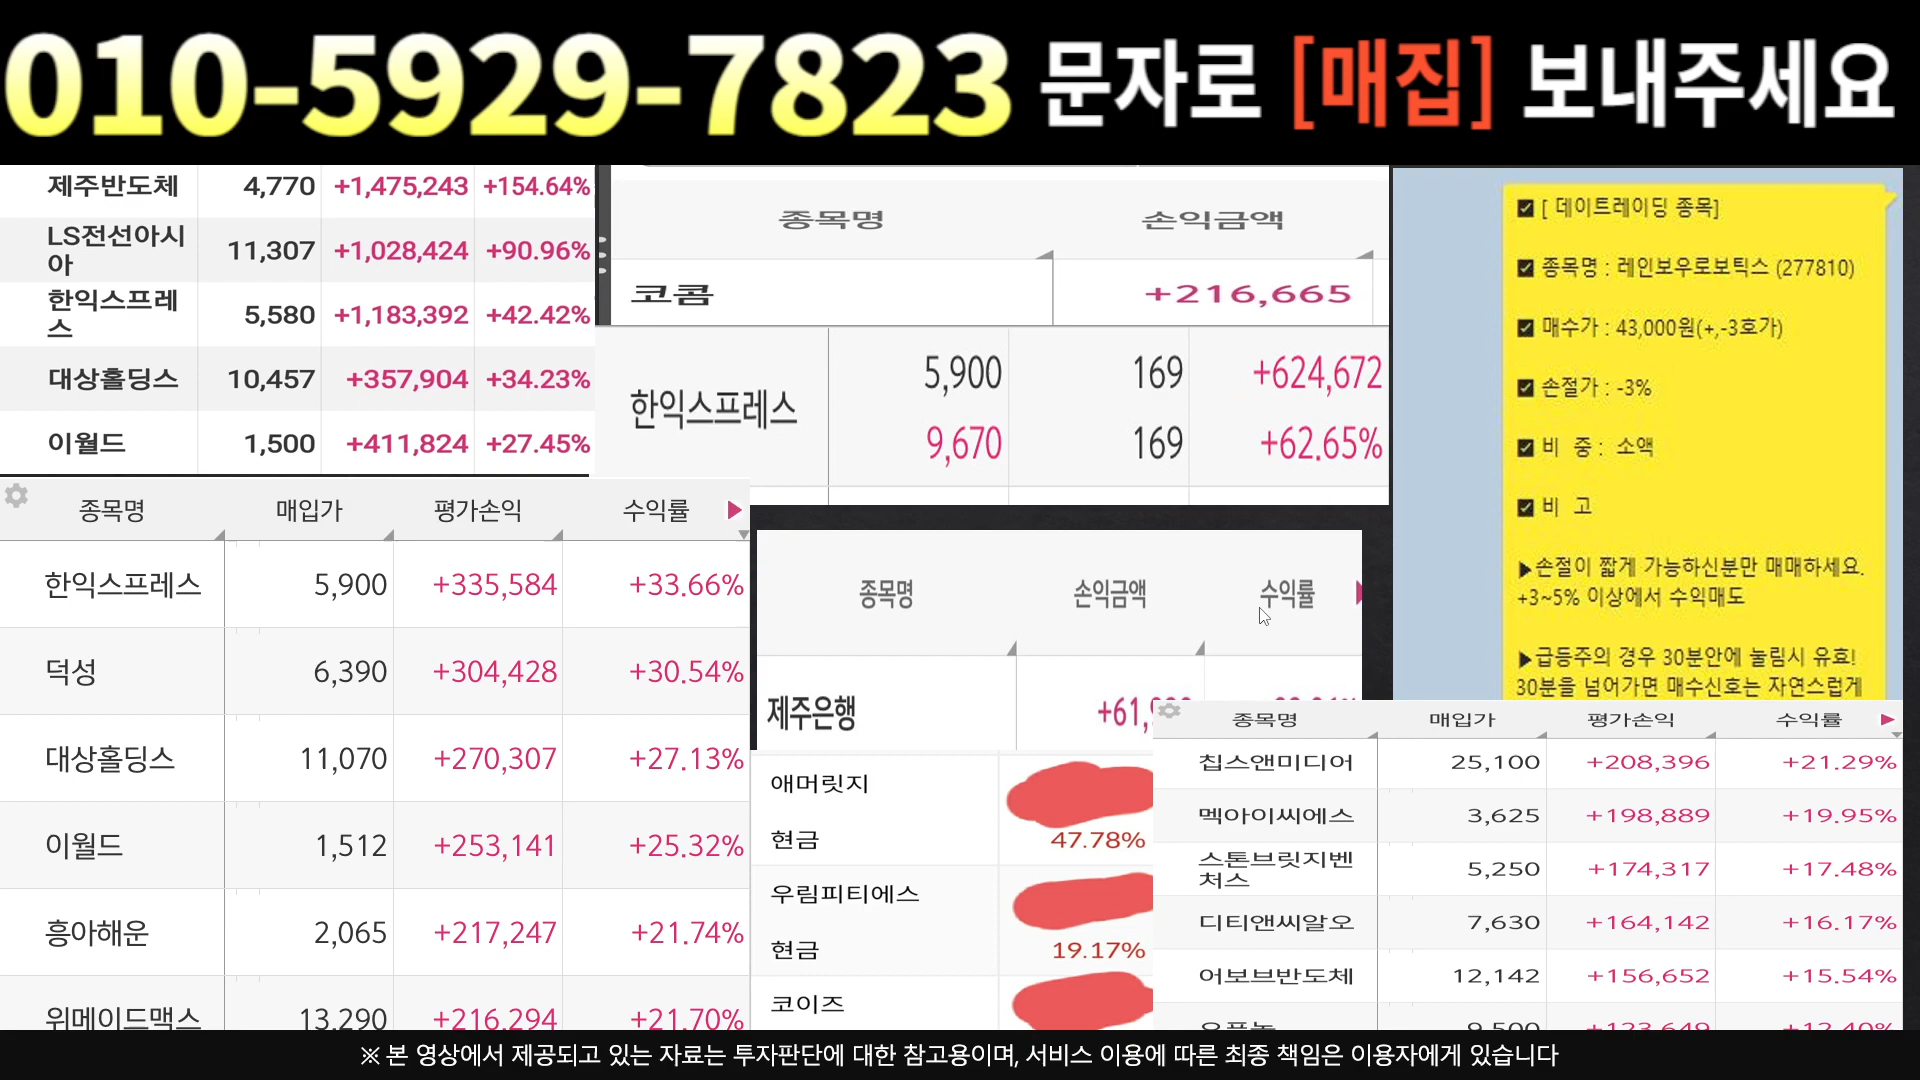 010-5929-7823 문자로 [매집] 보내주세요
제주반도체 4,770 +1,475,243 +154.64%
LS전선아시
아 11,307 +1,028,424 +90.96%
한익스프레
스 5,580 +1,183,392 +42.42%
대상홀딩스 10,457 +357,904 +34.23%
이월드 1,500 +411,824 +27.45%
종목명 손익금액
코콤 +216,665
한익스프레스 5,900 169 +624,672
9,670 169 +62.65%
[ 데이트레이딩 종목]
종목명 : 레인보우로보틱스 (277810)
매수가 : 43,000원(+,-3호가)
손절가 : -3%
비 중 : 소액
비 고
▶손절이 짧게 가능하신분만 매매하세요.
+3~5% 이상에서 수익매도
▶급등주의 경우 30분안에 눌림시 유효!
30분을 넘어가면 매수신호는 자연스럽게
종목명 매입가 평가손익 수익률
한익스프레스 5,900 +335,584 +33.66%
덕성 6,390 +304,428 +30.54%
대상홀딩스 11,070 +270,307 +27.13%
이월드 1,512 +253,141 +25.32%
흥아해운 2,065 +217,247 +21.74%
위메이드맥스 13,290 +216,294 +21.70%
종목명 손익금액 수익률
제주은행 +61,
애머릿지
현금 47.78%
우림피티에스
현금 19.17%
코이즈
종목명 매입가 평가손익 수익률
칩스앤미디어 25,100 +208,396 +21.29%
멕아이씨에스 3,625 +198,889 +19.95%
스톤브릿지벤
처스 5,250 +174,317 +17.48%
디티앤씨알오 7,630 +164,142 +16.17%
어보브반도체 12,142 +156,652 +15.54%
※ 본 영상에서 제공되고 있는 자료는 투자판단에 대한 참고용이며, 서비스 이용에 따른 최종 책임은 이용자에게 있습니다